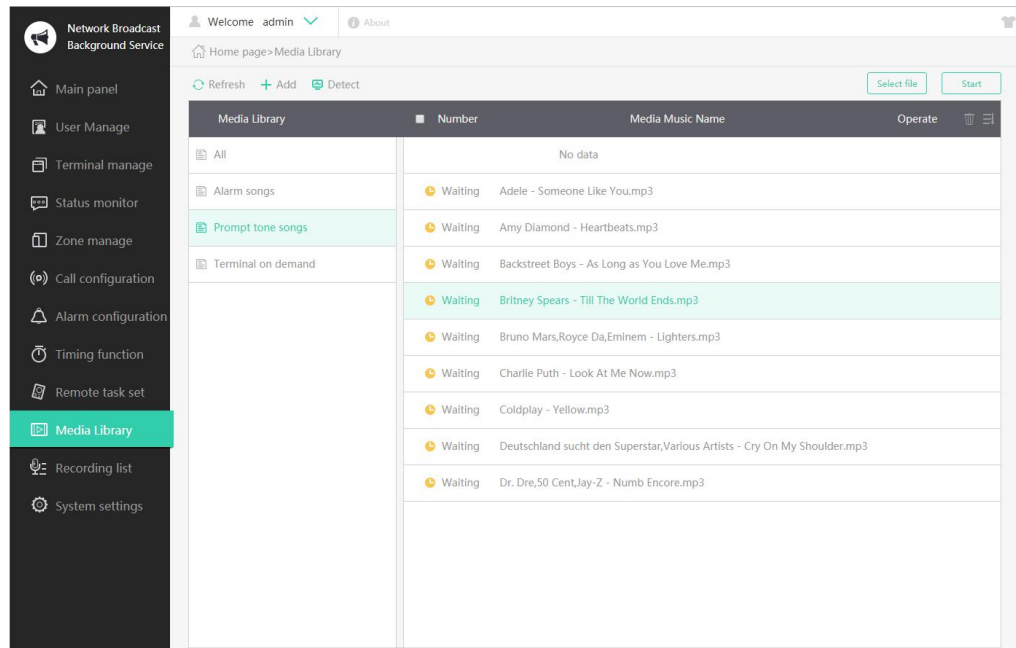 Network Broadcast
Background Service
Welcome admin
About
Home page>Media Library
Refresh
Add
Detect
Select file
Start
Main panel
User Manage
Terminal manage
Status monitor
Zone manage
Call configuration
Alarm configuration
Timing function
Remote task set
Media Library
Recording list
System settings
Media Library
All
Alarm songs
Prompt tone songs
Terminal on demand
Number Media Music Name Operate
No data
Waiting Adele - Someone Like You.mp3
Waiting Amy Diamond - Heartbeats.mp3
Waiting Backstreet Boys - As Long as You Love Me.mp3
Waiting Britney Spears - Till The World Ends.mp3
Waiting Bruno Mars,Royce Da,Eminem - Lighters.mp3
Waiting Charlie Puth - Look At Me Now.mp3
Waiting Coldplay - Yellow.mp3
Waiting Deutschland sucht den Superstar,Various Artists - Cry On My Shoulder.mp3
Waiting Dr. Dre,50 Cent,Jay-Z - Numb Encore.mp3